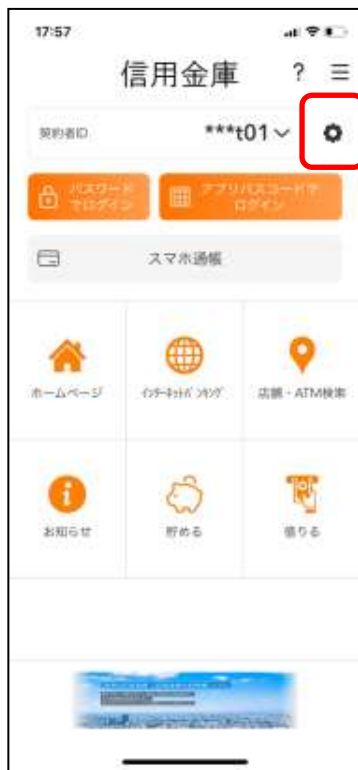 17:57
信用金庫 ?
契約者ID ***t01
パスワード
でログイン
アプリパスコードで
ログイン
スマホ通帳
ホームページ
インターネットバンキング
店舗・ATM検索
お知らせ
貯める
借りる